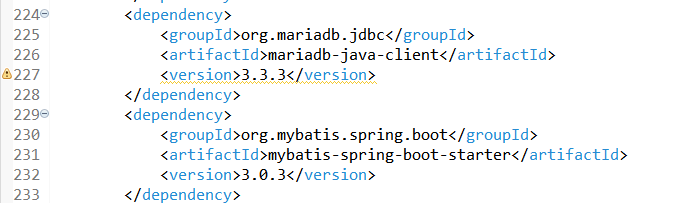 224 <dependency>
225 <groupId>org.mariadb.jdbc</groupId>
226 <artifactId>mariadb-java-client</artifactId>
227 <version>3.3.3</version>
228 </dependency>
229 <dependency>
230 <groupId>org.mybatis.spring.boot</groupId>
231 <artifactId>mybatis-spring-boot-starter</artifactId>
232 <version>3.0.3</version>
233 </dependency>